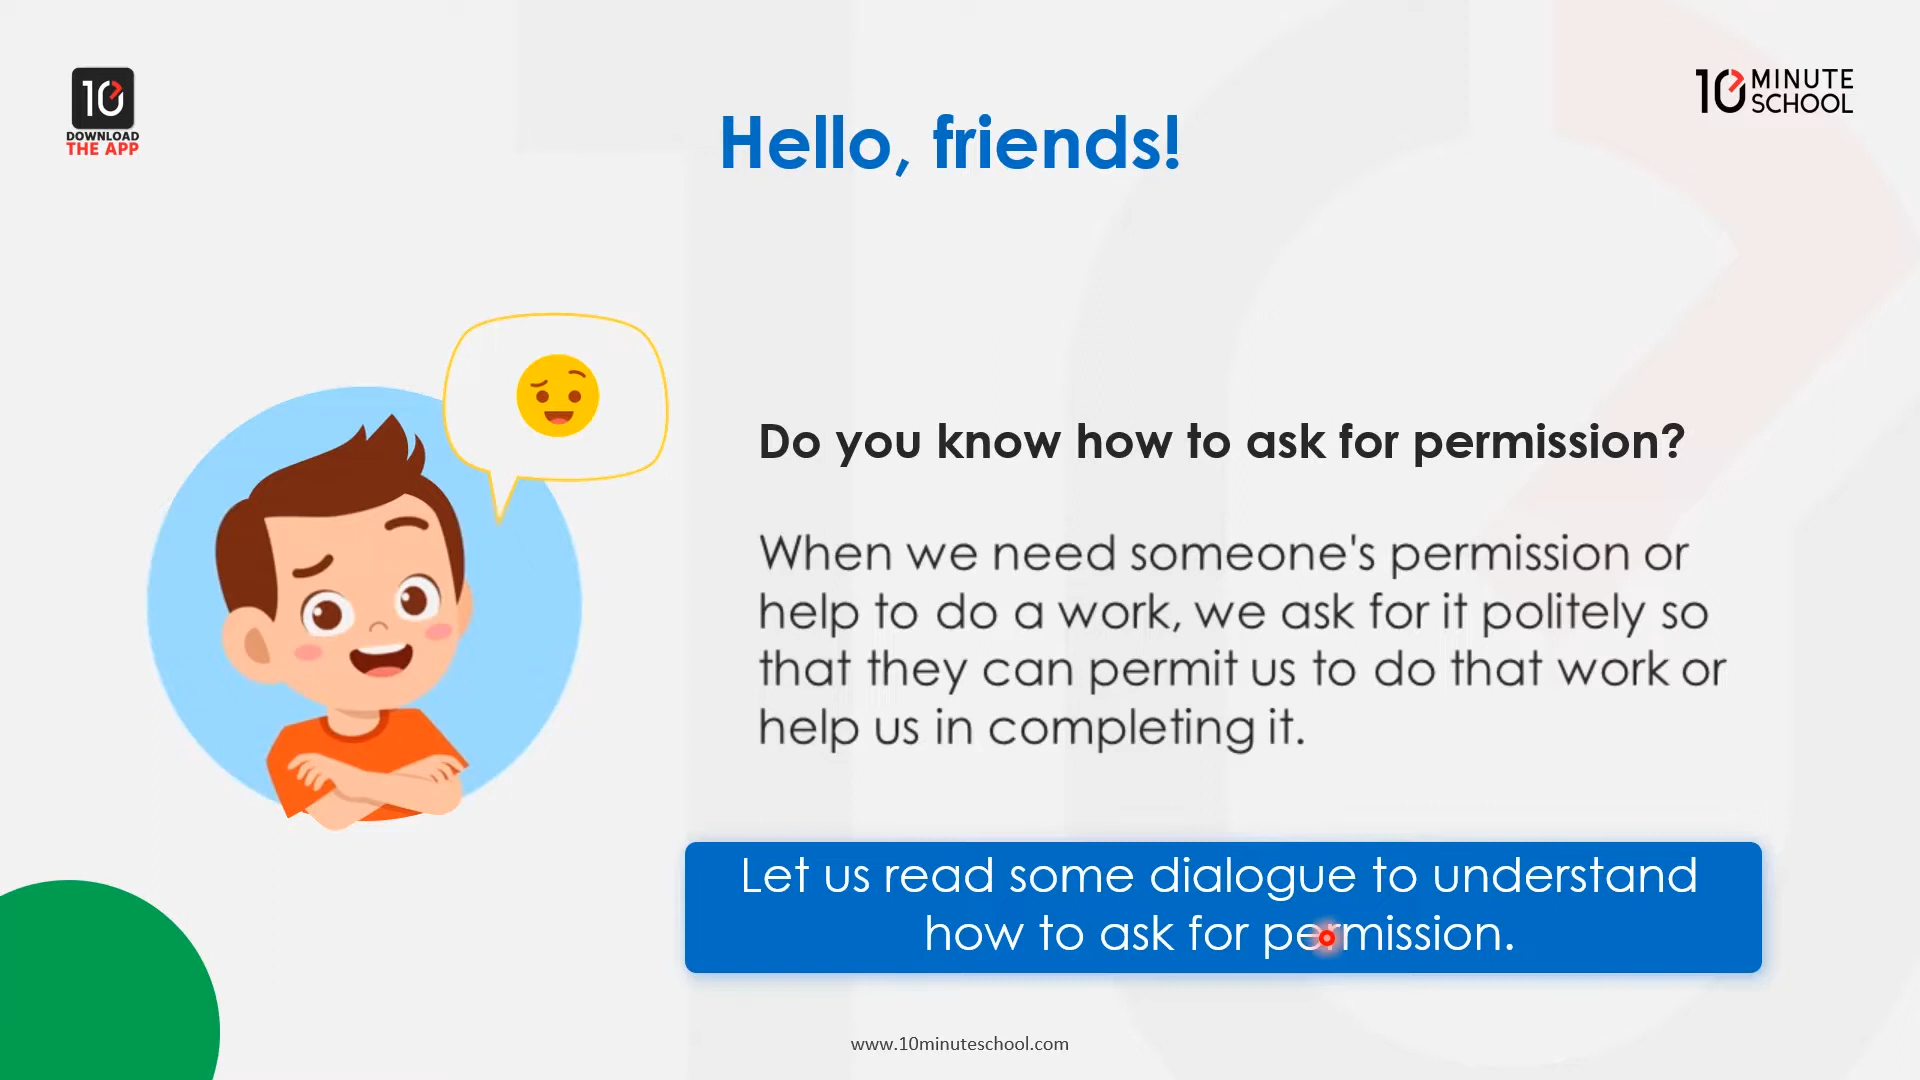 10
DOWNLOAD
THE APP
10 MINUTE
SCHOOL
Hello, friends!
Do you know how to ask for permission?
When we need someone's permission or
help to do a work, we ask for it politely so
that they can permit us to do that work or
help us in completing it.
Let us read some dialogue to understand
how to ask for permission.
www.10minuteschool.com